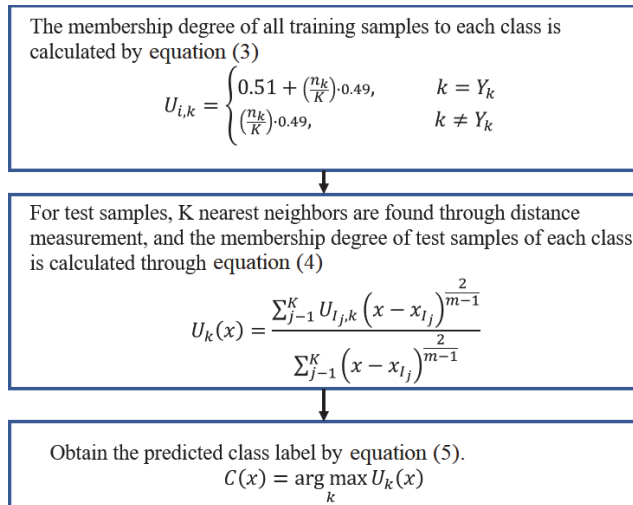 The membership degree of all training samples to each class is
calculated by equation (3)
U_{i,k} = { 0.51 + (n_k/K)·0.49, k = Y_k
(n_k/K)·0.49, k ≠ Y_k
For test samples, K nearest neighbors are found through distance
measurement, and the membership degree of test samples of each class
is calculated through equation (4)
U_k(x) = \frac{∑_{j-1}^{K} U_{I_j,k} (x − x_{I_j})^{\frac{2}{m-1}}}{∑_{j-1}^{K} (x − x_{I_j})^{\frac{2}{m-1}}}
Obtain the predicted class label by equation (5).
C(x) = arg max_k U_k(x)